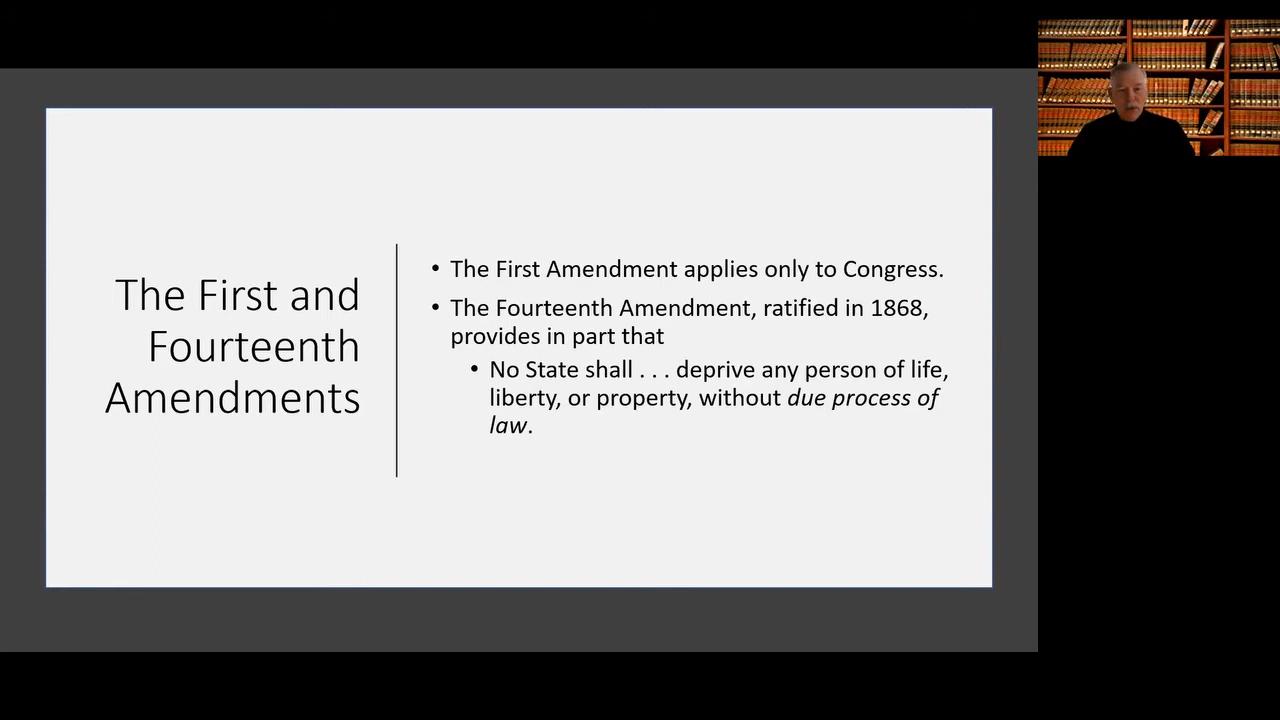 The First and
Fourteenth
Amendments
• The First Amendment applies only to Congress.
• The Fourteenth Amendment, ratified in 1868,
provides in part that
• No State shall . . . deprive any person of life,
liberty, or property, without due process of
law.